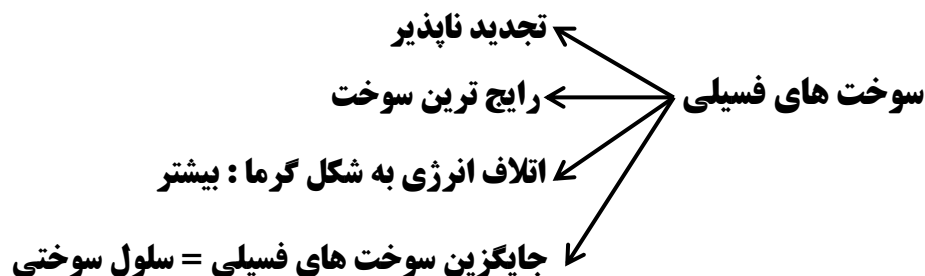 تجدید ناپذیر
سوخت های فسیلی
رایج ترین سوخت
اتلاف انرژی به شکل گرما : بیشتر
جایگزین سوخت های فسیلی = سلول سوختی